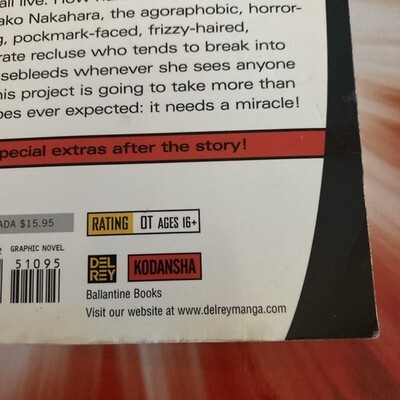 all live. How
ako Nakahara, the agoraphobic, horror-
g, pockmark-faced, frizzy-haired,
rate recluse who tends to break into
sebleeds whenever she sees anyone
his project is going to take more than
oes ever expected: it needs a miracle!
pecial extras after the story!
ADA $15.95
RATING OT AGES 16+
GRAPHIC NOVEL
51095
DEL REY
KODANSHA
Ballantine Books
Visit our website at www.delreymanga.com